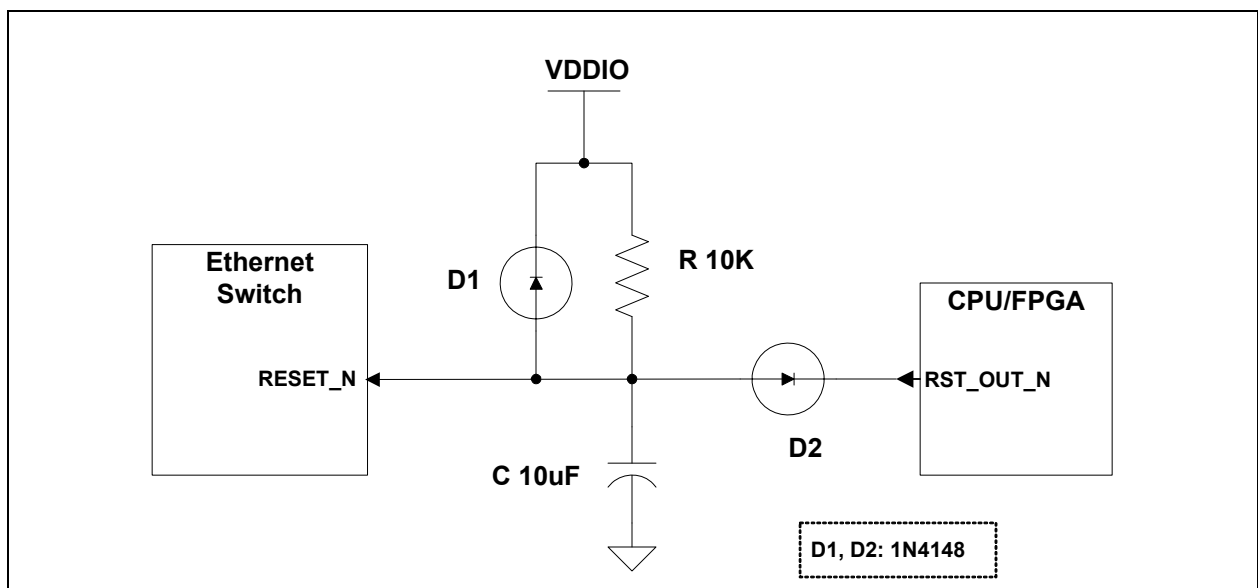 VDDIO
Ethernet
Switch
D1
R 10K
CPU/FPGA
RESET_N
RST_OUT_N
D2
C 10uF
D1, D2: 1N4148